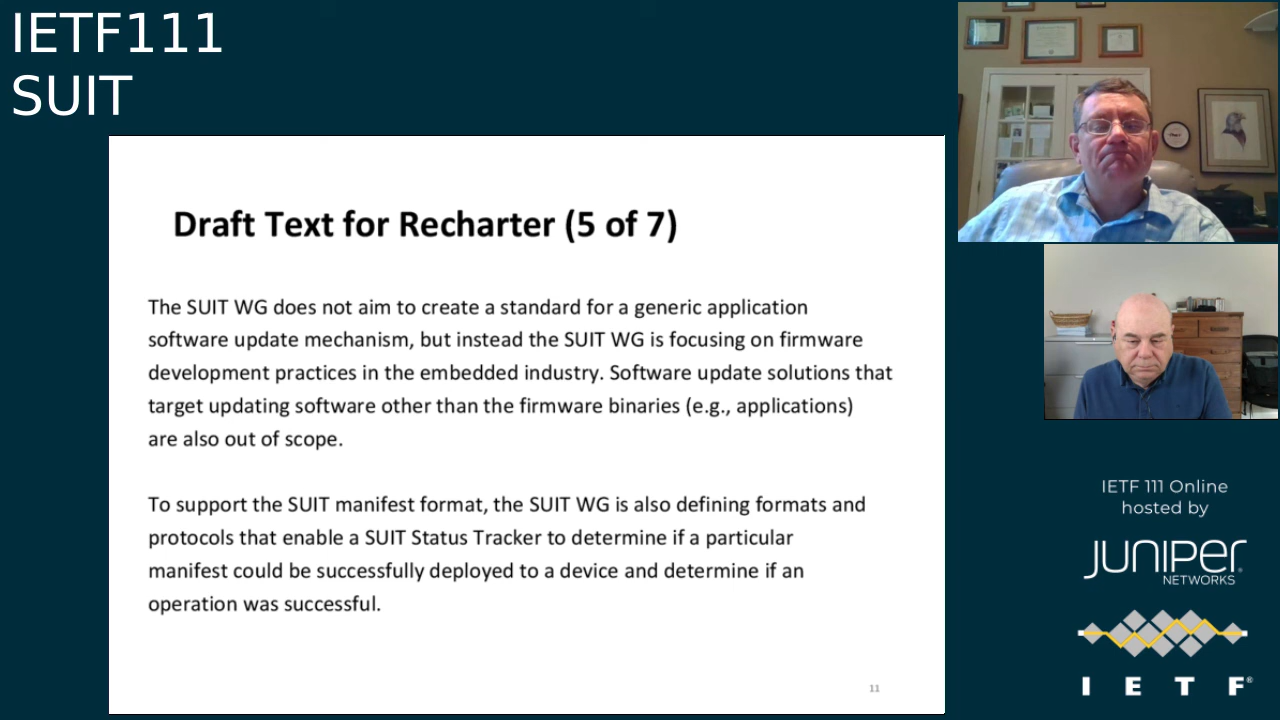 IETF111
SUIT
Draft Text for Recharter (5 of 7)
The SUIT WG does not aim to create a standard for a generic application
software update mechanism, but instead the SUIT WG is focusing on firmware
development practices in the embedded industry. Software update solutions that
target updating software other than the firmware binaries (e.g., applications)
are also out of scope.
To support the SUIT manifest format, the SUIT WG is also defining formats and
protocols that enable a SUIT Status Tracker to determine if a particular
manifest could be successfully deployed to a device and determine if an
operation was successful.
11
IETF 111 Online
hosted by
JUNIPER
NETWORKS
I E T F®